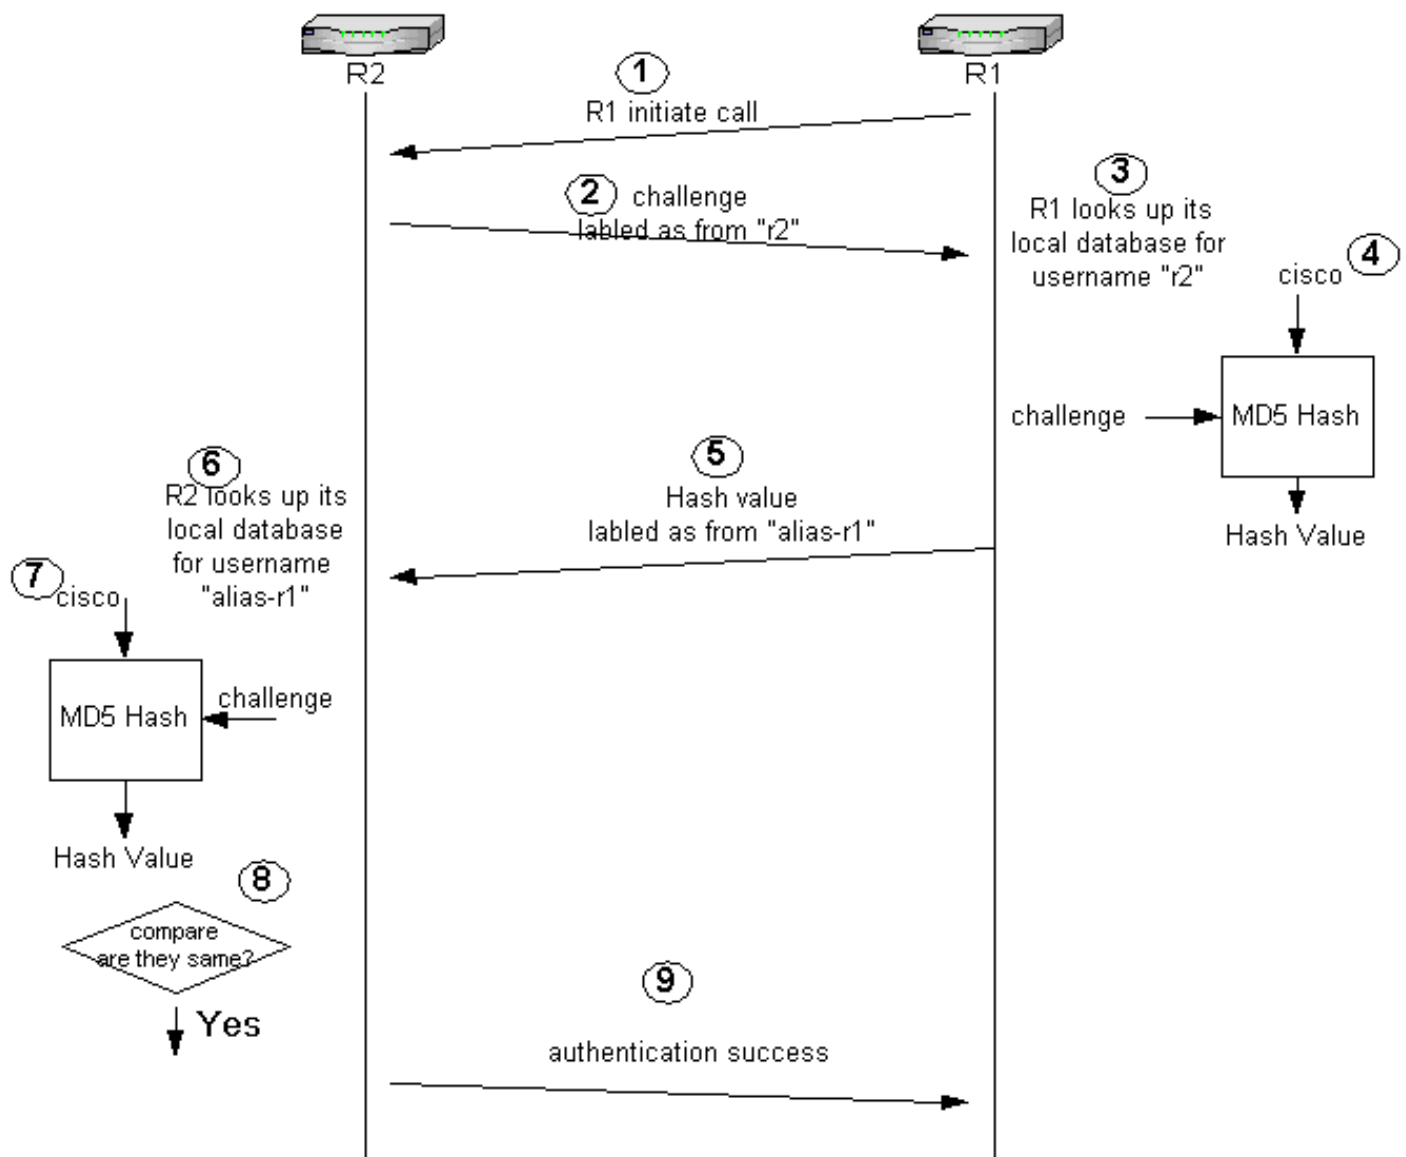 R2
R1
1
R1 initiate call
2
challenge
labled as from "r2"
3
R1 looks up its
local database for
username "r2"
4
cisco
challenge
MD5 Hash
Hash Value
5
Hash value
labled as from "alias-r1"
6
R2 looks up its
local database
for username
"alias-r1"
7
cisco
challenge
MD5 Hash
Hash Value
8
compare
are they same?
Yes
9
authentication success